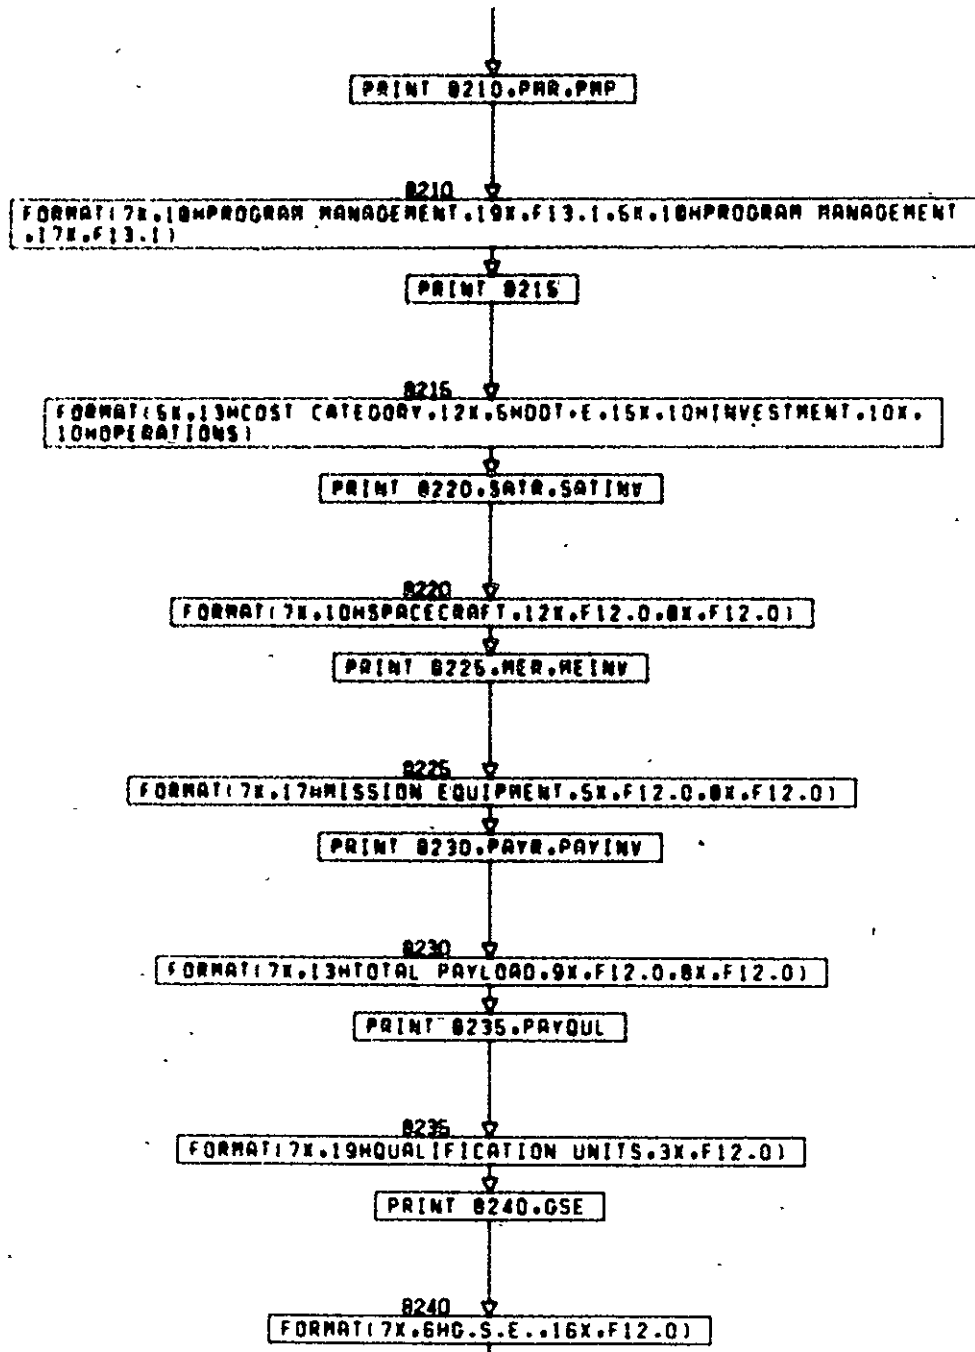 PRINT 8210,PMR,PMP
8210
FORMAT(7X,18HPROGRAM MANAGEMENT,19X,F13.1,5X,18HPROGRAM MANAGEMENT
,17X,F13.1)
PRINT 8215
8215
FORMAT(5X,13HCOST CATEGORY,12X,5HDDT+E,15X,10HINVESTMENT,10X,
10HOPERATIONS)
PRINT 8220,SATR,SATINV
8220
FORMAT(7X,10HSPACECRAFT,12X,F12.0,8X,F12.0)
PRINT 8225,MER,MEINV
8225
FORMAT(7X,17HMISSION EQUIPMENT,5X,F12.0,8X,F12.0)
PRINT 8230,PAYR,PAYINV
8230
FORMAT(7X,13HTOTAL PAYLOAD,9X,F12.0,8X,F12.0)
PRINT 8235,PAYQUL
8235
FORMAT(7X,19HQUALIFICATION UNITS,3X,F12.0)
PRINT 8240,GSE
8240
FORMAT(7X,6HG.S.E.,16X,F12.0)